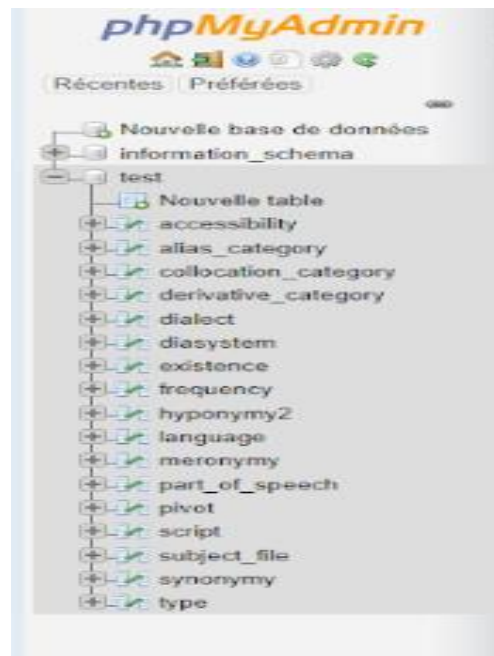 phpMyAdmin
Récentes Préférées
Nouvelle base de données
information_schema
test
Nouvelle table
accessibility
alias_category
collocation_category
derivative_category
dialect
diasystem
existence
frequency
hyponymy2
language
meronymy
part_of_speech
pivot
script
subject_file
synonymy
type